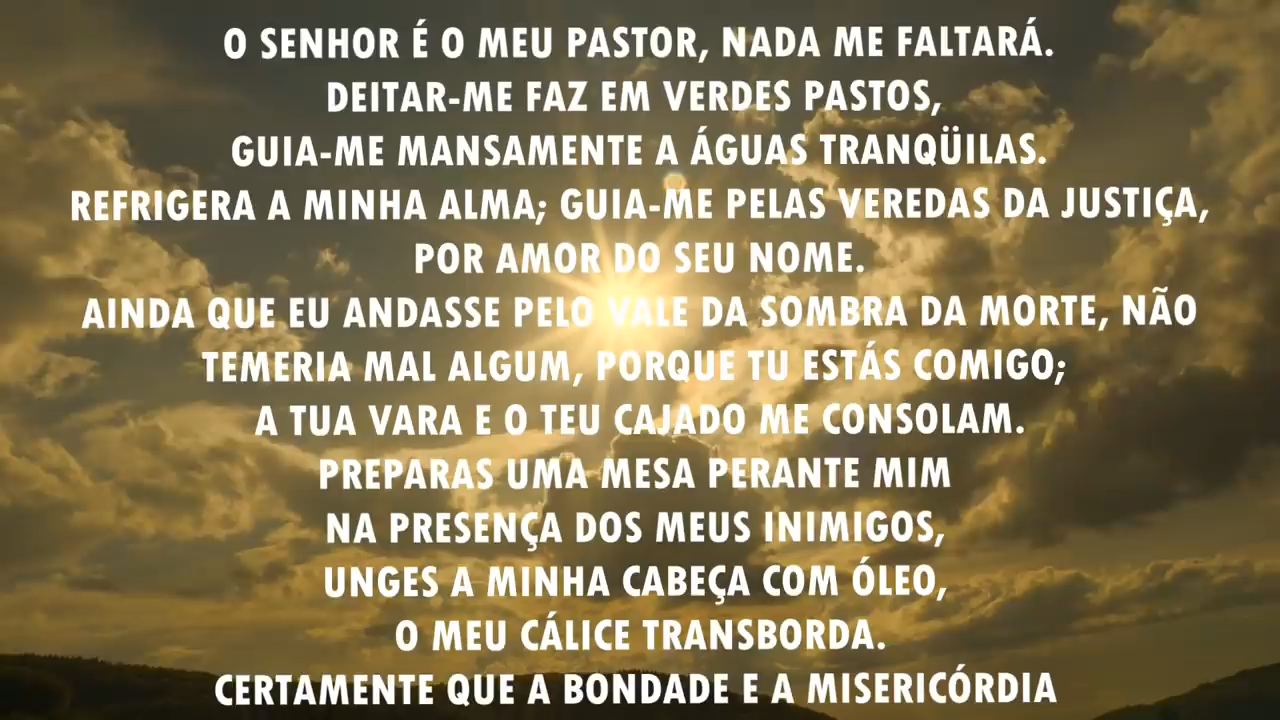 O SENHOR É O MEU PASTOR, NADA ME FALTARÁ.
DEITAR-ME FAZ EM VERDES PASTOS,
GUIA-ME MANSAMENTE A ÁGUAS TRANQÜILAS.
REFRIGERA A MINHA ALMA; GUIA-ME PELAS VEREDAS DA JUSTIÇA,
POR AMOR DO SEU NOME.
AINDA QUE EU ANDASSE PELO VALE DA SOMBRA DA MORTE, NÃO
TEMERIA MAL ALGUM, PORQUE TU ESTÁS COMIGO;
A TUA VARA E O TEU CAJADO ME CONSOLAM.
PREPARAS UMA MESA PERANTE MIM
NA PRESENÇA DOS MEUS INIMIGOS,
UNGES A MINHA CABEÇA COM ÓLEO,
O MEU CÁLICE TRANSBORDA.
CERTAMENTE QUE A BONDADE E A MISERICÓRDIA